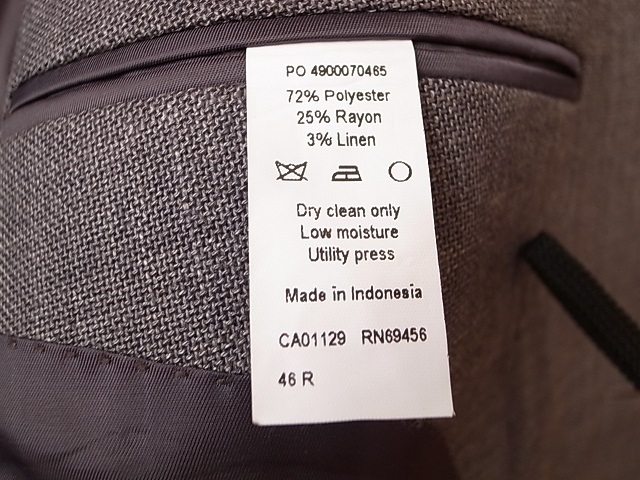 PO 4900070465
72% Polyester
25% Rayon
3% Linen
Dry clean only
Low moisture
Utility press
Made in Indonesia
CA01129 RN69456
46 R